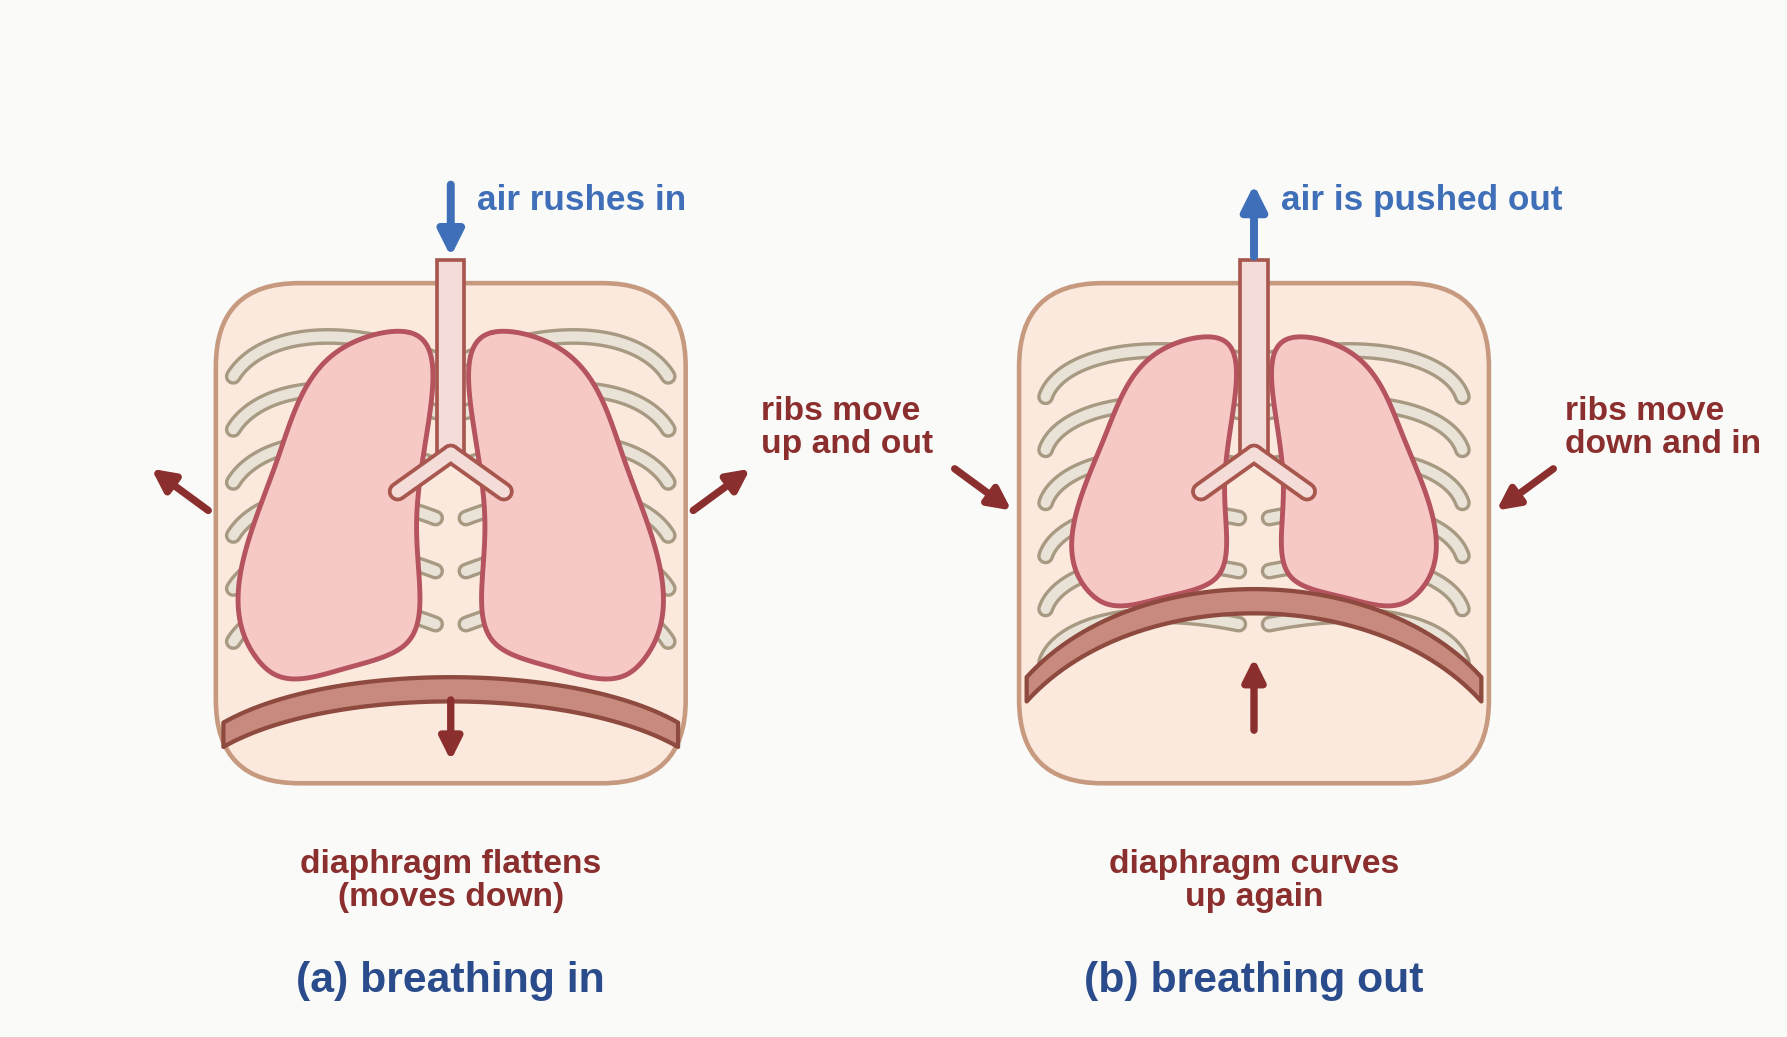 air rushes in
ribs move
up and out
diaphragm flattens
(moves down)
(a) breathing in
air is pushed out
ribs move
down and in
diaphragm curves
up again
(b) breathing out